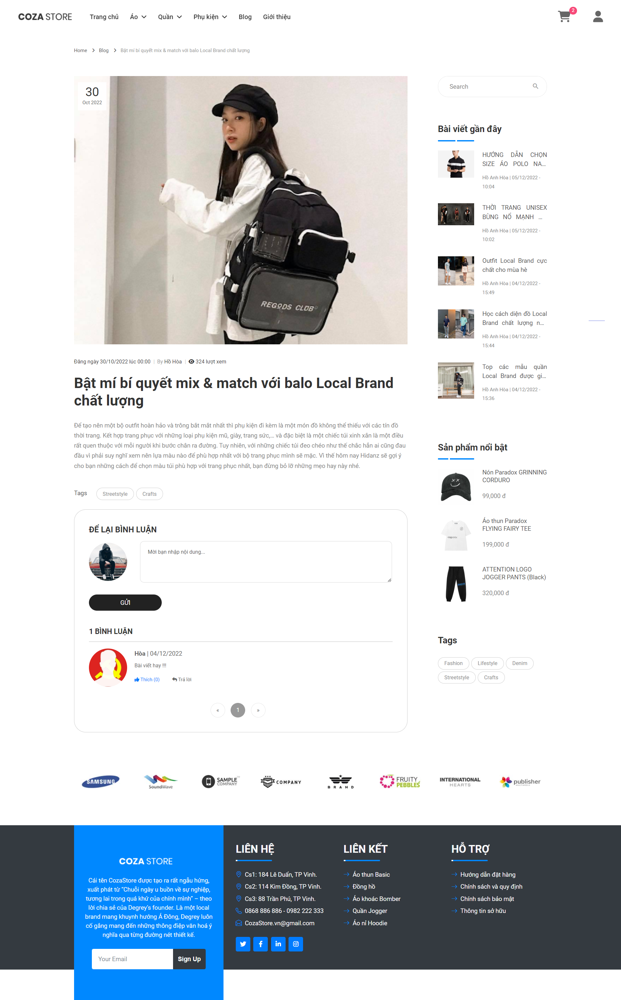 COZA STORE
Trang chủ
Áo
Quần
Phụ kiện
Blog
Giới thiệu
2
Home
Blog
Bật mí bí quyết mix & match với balo Local Brand chất lượng
30
Oct 2022
REGODS CLUB
Đăng ngày 30/10/2022 lúc 00:00 | By Hồ Hòa | 324 lượt xem
Bật mí bí quyết mix & match với balo Local Brand
chất lượng
Để tạo nên một bộ outfit hoàn hảo và trông bắt mắt nhất thì phụ kiện đi kèm là một món đồ không thể thiếu với các tín đồ
thời trang. Kết hợp trang phục với những loại phụ kiện mũ, giày, trang sức,... và đặc biệt là một chiếc túi xinh xắn là một điều
rất quen thuộc với mỗi người khi bước chân ra đường. Tuy nhiên, với những chiếc túi đeo chéo như thế chắc hẳn ai cũng đau
đầu vì phải suy nghĩ xem nên lựa màu nào để phù hợp nhất với bộ trang phục mình sẽ mặc. Vì thế hôm nay Hidanz sẽ gợi ý
cho bạn những cách để chọn màu túi phù hợp với trang phục nhất, bạn đừng bỏ lỡ những mẹo hay này nhé.
Tags
Streetstyle
Crafts
ĐỂ LẠI BÌNH LUẬN
Mời bạn nhập nội dung...
GỬI
1 BÌNH LUẬN
Hòa | 04/12/2022
Bài viết hay !!!
Thích (0)
Trả lời
«
1
»
Search
Bài viết gần đây
HƯỚNG DẪN CHỌN
SIZE ÁO POLO NA...
Hồ Anh Hòa | 05/12/2022 -
10:04
THỜI TRANG UNISEX
BÙNG NỔ MẠNH ...
Hồ Anh Hòa | 05/12/2022 -
10:02
Outfit Local Brand cực
chất cho mùa hè
Hồ Anh Hòa | 04/12/2022 -
15:49
Học cách diện đồ Local
Brand chất lượng n...
Hồ Anh Hòa | 04/12/2022 -
15:44
Top các mẫu quần
Local Brand được gi...
Hồ Anh Hòa | 04/12/2022 -
15:36
Sản phẩm nổi bật
Nón Paradox GRINNING
CORDURO
99,000 đ
Áo thun Paradox
FLYING FAIRY TEE
199,000 đ
ATTENTION LOGO
JOGGER PANTS (Black)
320,000 đ
Tags
Fashion
Lifestyle
Denim
Streetstyle
Crafts
SAMSUNG
SoundWave
SAMPLE
COMPANY
TM
COMPANY
BRAND
FRUITY
PEBBLES
INTERNATIONAL
HEARTS
publisher
MULTIMEDIA
COZA STORE
Cái tên CozaStore được tạo ra rất ngẫu hứng,
xuất phát từ “Chuỗi ngày u buồn về sự nghiệp,
tương lai trong quá khứ của chính mình” – theo
lời chia sẻ của Degrey’s founder. Là một local
brand mang khuynh hướng Á Đông, Degrey luôn
cố gắng mang đến những thông điệp văn hoá ý
nghĩa qua từng đường nét thiết kế.
Your Email
Sign Up
LIÊN HỆ
Cs1: 184 Lê Duẩn, TP Vinh.
Cs2: 114 Kim Đồng, TP Vinh.
Cs3: 88 Trần Phú, TP Vinh.
0868 886 886 - 0982 222 333
CozaStore.vn@gmail.com
LIÊN KẾT
Áo thun Basic
Đồng hồ
Áo khoác Bomber
Quần Jogger
Áo nỉ Hoodie
HỖ TRỢ
Hướng dẫn đặt hàng
Chính sách và quy định
Chính sách bảo mật
Thông tin sở hữu